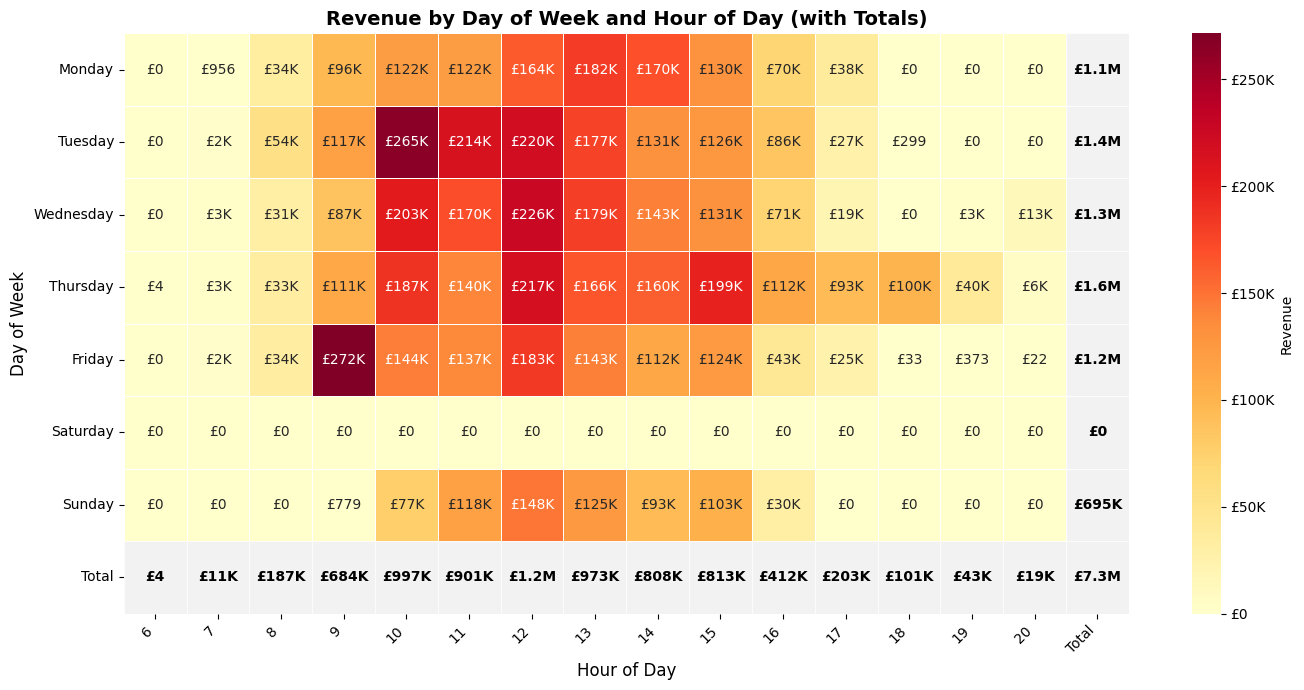 Revenue by Day of Week and Hour of Day (with Totals)
Monday £0 £956 £34K £96K £122K £122K £164K £182K £170K £130K £70K £38K £0 £0 £0 £1.1M
Tuesday £0 £2K £54K £117K £265K £214K £220K £177K £131K £126K £86K £27K £299 £0 £0 £1.4M
Wednesday £0 £3K £31K £87K £203K £170K £226K £179K £143K £131K £71K £19K £0 £3K £13K £1.3M
Thursday £4 £3K £33K £111K £187K £140K £217K £166K £160K £199K £112K £93K £100K £40K £6K £1.6M
Friday £0 £2K £34K £272K £144K £137K £183K £143K £112K £124K £43K £25K £33 £373 £22 £1.2M
Saturday £0 £0 £0 £0 £0 £0 £0 £0 £0 £0 £0 £0 £0 £0 £0 £0
Sunday £0 £0 £0 £779 £77K £118K £148K £125K £93K £103K £30K £0 £0 £0 £0 £695K
Total £4 £11K £187K £684K £997K £901K £1.2M £973K £808K £813K £412K £203K £101K £43K £19K £7.3M
6 7 8 9 10 11 12 13 14 15 16 17 18 19 20 Total
Hour of Day
Day of Week
£250K
£200K
£150K
£100K
£50K
£0
Revenue